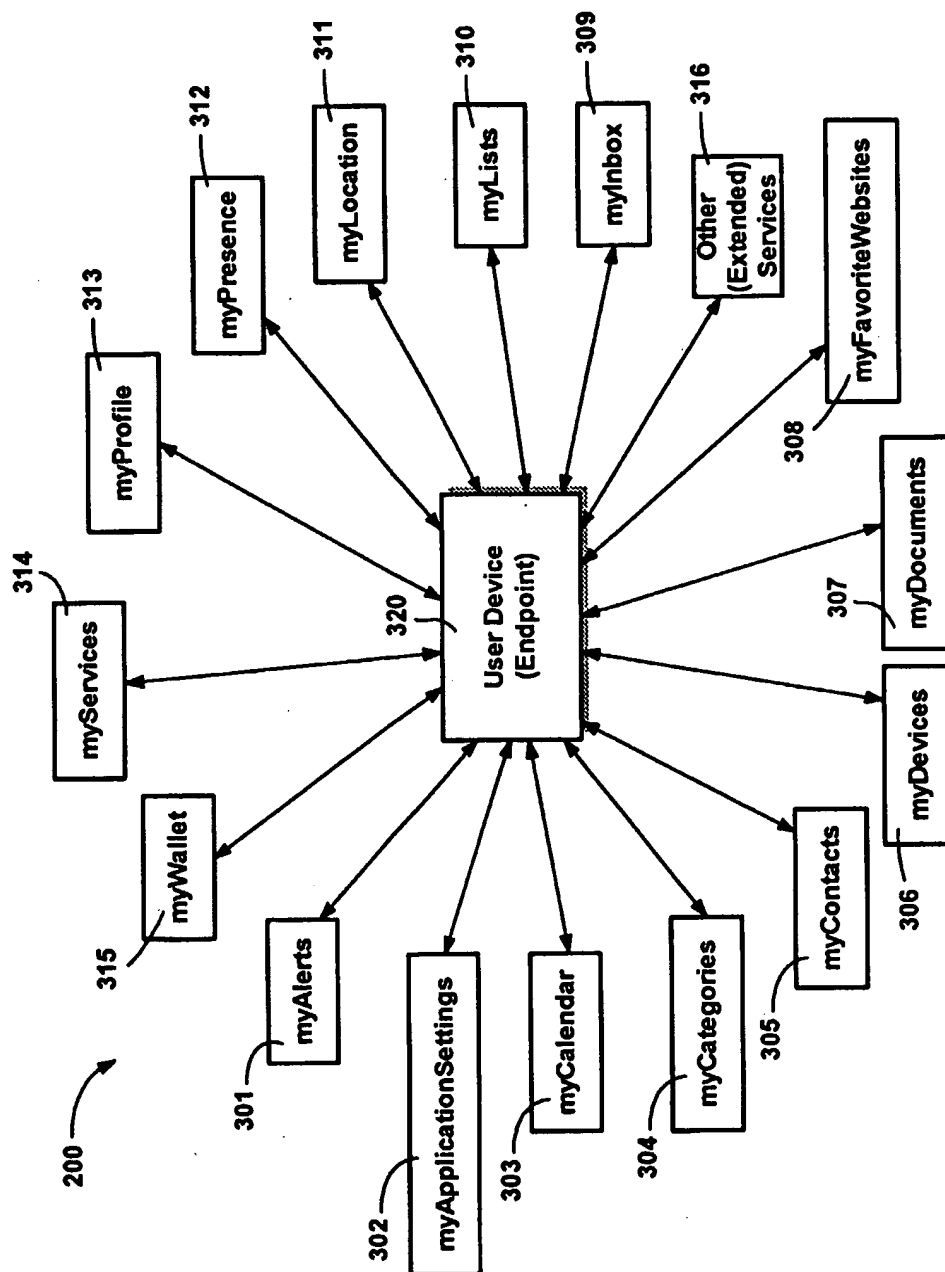 200
314
myServices
313
myProfile
315
myWallet
312
myPresence
301
myAlerts
311
myLocation
302
myApplicationSettings
320
User Device
(Endpoint)
310
myLists
303
myCalendar
309
myInbox
304
myCategories
316
Other
(Extended)
Services
305
myContacts
308
myFavoriteWebsites
306
myDevices
307
myDocuments